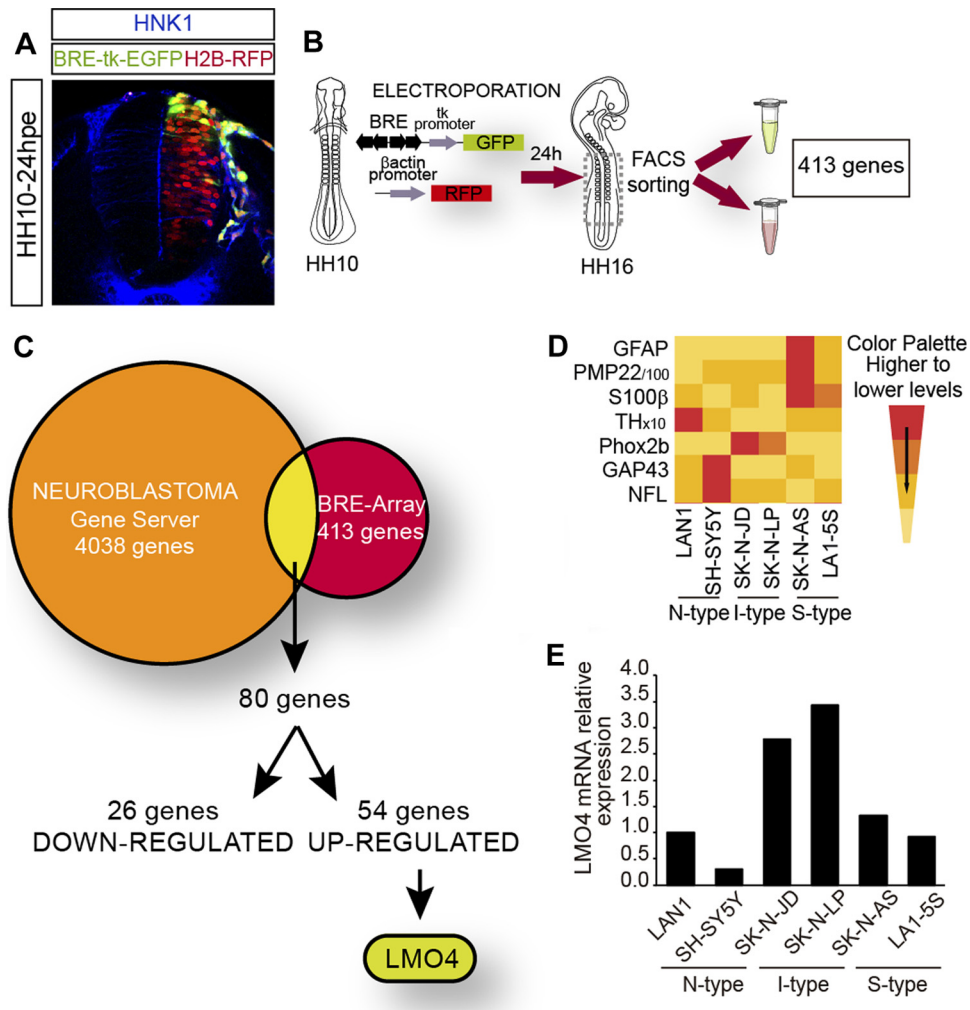 A
HNK1
BRE-tk-EGFPH2B-RFP
HH10-24hpe
B
ELECTROPORATION
BRE
tk
promoter
GFP
βactin
promoter
RFP
24h
FACS
sorting
413 genes
HH10
HH16
C
NEUROBLASTOMA
Gene Server
4038 genes
BRE-Array
413 genes
80 genes
26 genes
DOWN-REGULATED
54 genes
UP-REGULATED
LMO4
D
GFAP
PMP22/100
S100β
THx10
Phox2b
GAP43
NFL
LAN1
SH-SY5Y
SK-N-JD
SK-N-LP
SK-N-AS
LA1-5S
N-type
I-type
S-type
Color Palette
Higher to
lower levels
E
LMO4 mRNA relative
expression
4.0
3.5
3.0
2.5
2.0
1.5
1.0
0.5
0.0
LAN1
SH-SY5Y
SK-N-JD
SK-N-LP
SK-N-AS
LA1-5S
N-type
I-type
S-type